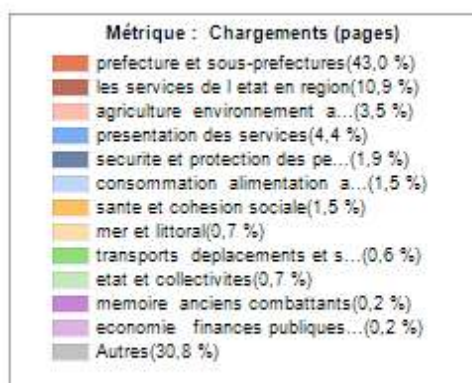 Métrique : Chargements (pages)
prefecture et sous-prefectures(43,0 %)
les services de l etat en region(10,9 %)
agriculture environnement a...(3,5 %)
presentation des services(4,4 %)
securite et protection des pe...(1,9 %)
consommation alimentation a...(1,5 %)
sante et cohesion sociale(1,5 %)
mer et littoral(0,7 %)
transports deplacements et s...(0,6 %)
etat et collectivites(0,7 %)
memoire anciens combattants(0,2 %)
economie finances publiques...(0,2 %)
Autres(30,8 %)